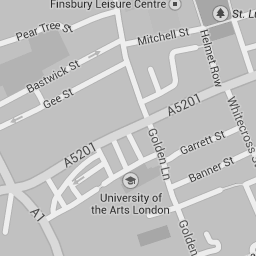 Finsbury Leisure Centre
St. Lu
Pear Tree St
Mitchell St
Helmet Row
Bastwick St
Gee St
Whitecross
A5201
A5201
Golden Ln
Garrett St
Banner St
University of
the Arts London
A1
Golden